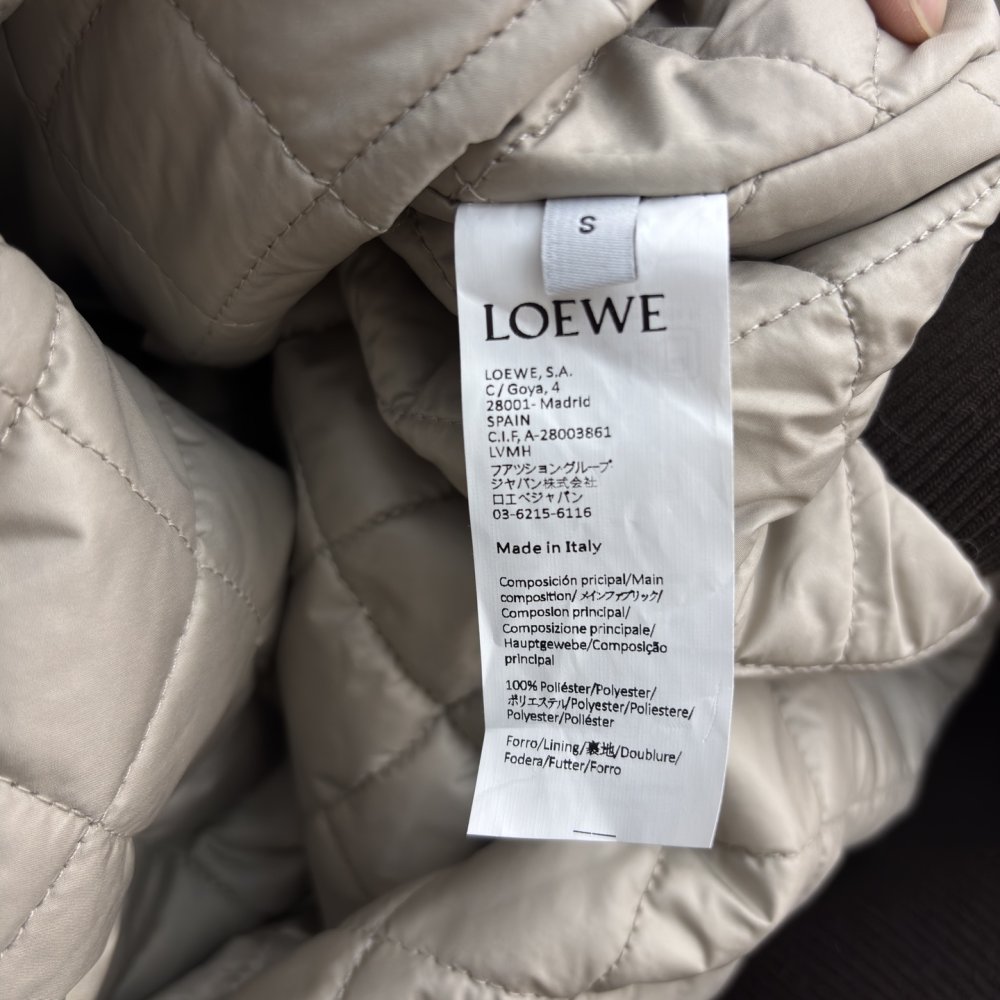 S
LOEWE
LOEWE, S.A.
C/Goya, 4
28001- Madrid
SPAIN
C.I.F, A-28003861
LVMH
フアツション グループ
ジャパン株式会社
ロエベジャパン
03-6215-6116
Made in Italy
Composición pricipal/Main
composition/ メインファブリック/
Composion principal/
Composizione principale/
Hauptgewebe/Composição
principal
100% Poliéster/Polyester/
ポリエステル/Polyester/Poliestere/
Polyester/Poliéster
Forro/Lining/裏地/Doublure/
Fodera/Futter/Forro